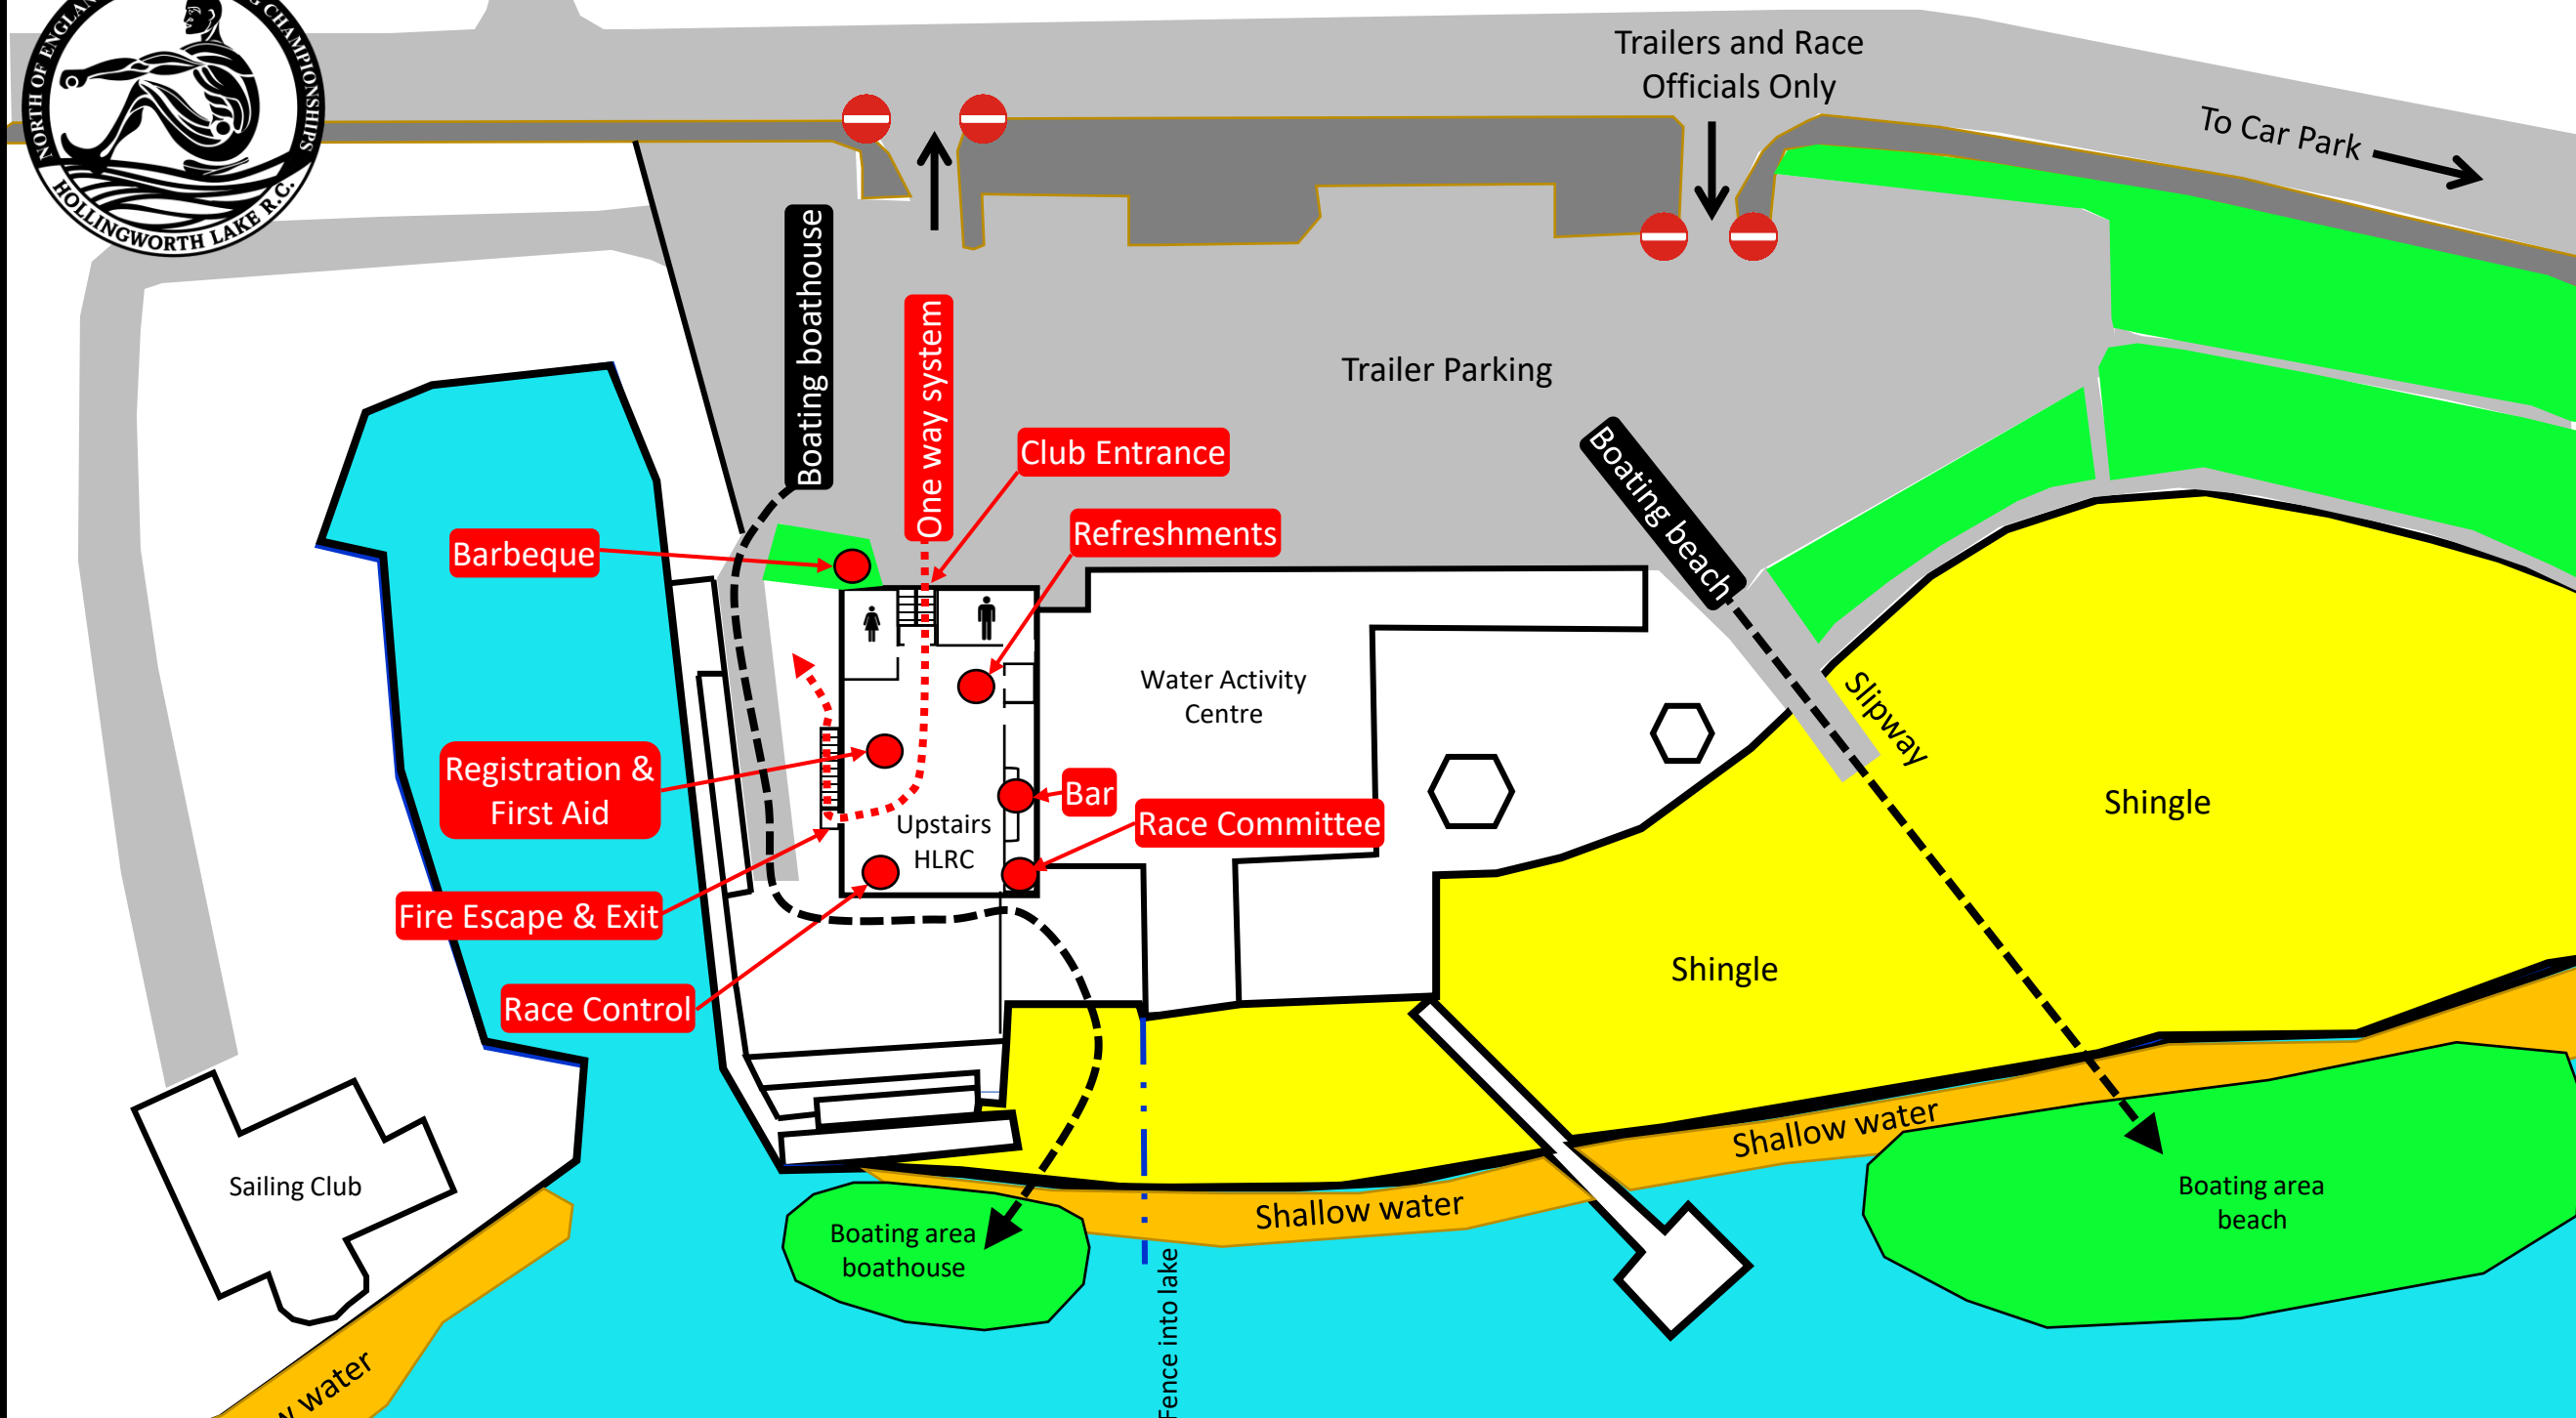 NORTH OF ENGLAND
G CHAMPIONSHIPS
HOLLINGWORTH LAKE R.C.
Trailers and Race
Officials Only
To Car Park
Boating boathouse
One way system
Trailer Parking
Club Entrance
Boating beach
Refreshments
Barbeque
Water Activity
Centre
Slipway
Registration &
First Aid
Bar
Shingle
Race Committee
Upstairs
HLRC
Fire Escape & Exit
Shingle
Race Control
Shallow water
Sailing Club
Shallow water
Boating area
beach
Boating area
boathouse
Fence into lake
w water